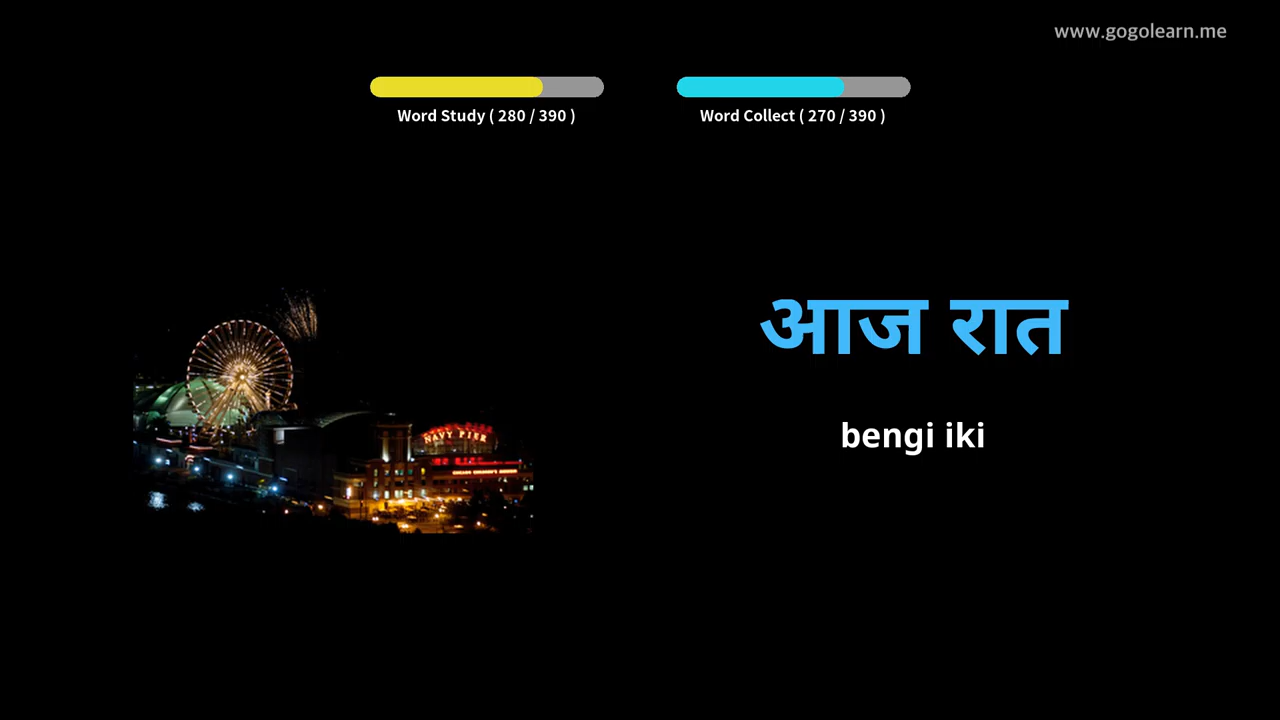 www.gogolearn.me
Word Study ( 280 / 390 )
Word Collect ( 270 / 390 )
आज रात
bengi iki
NAVY PIER